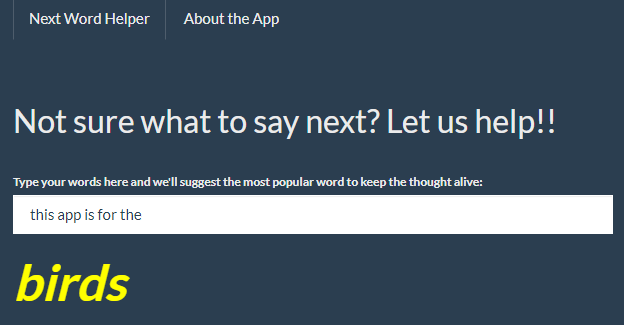 Next Word Helper
About the App
Not sure what to say next? Let us help!!
Type your words here and we'll suggest the most popular word to keep the thought alive:
this app is for the
birds